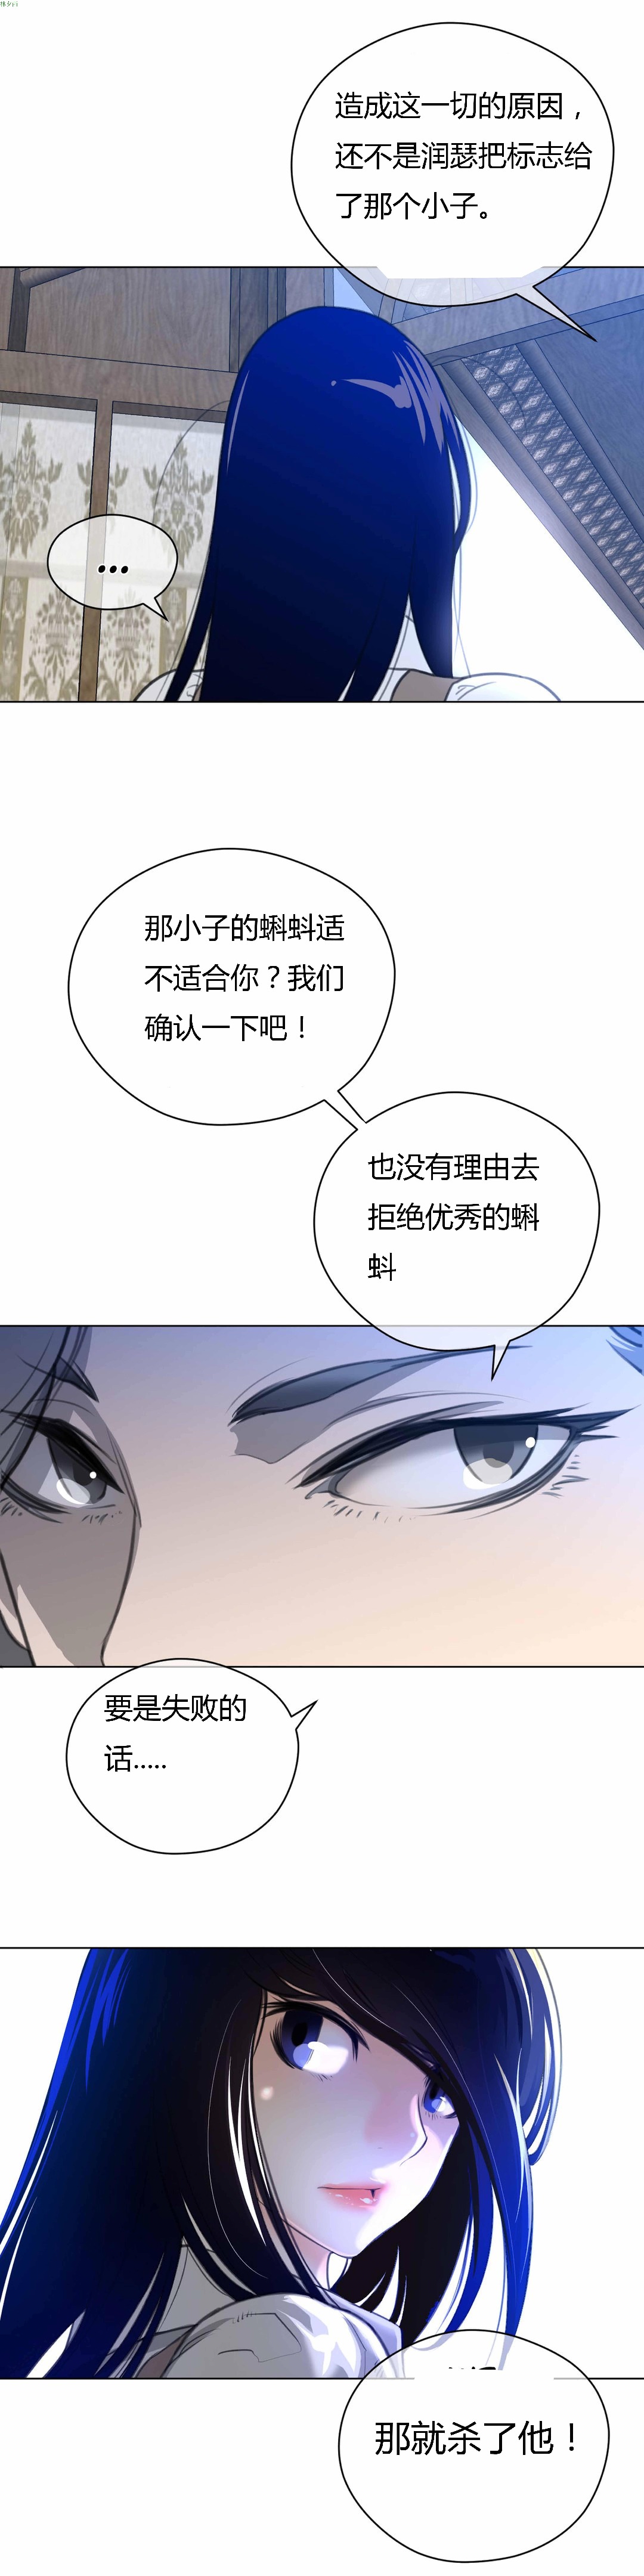 造成这一切的原因，
还不是润瑟把标志给
了那个小子。
...
那小子的蝌蚪适
不适合你？我们
确认一下吧！
也没有理由去
拒绝优秀的蝌
蚪
要是失败的
话.....
那就杀了他！